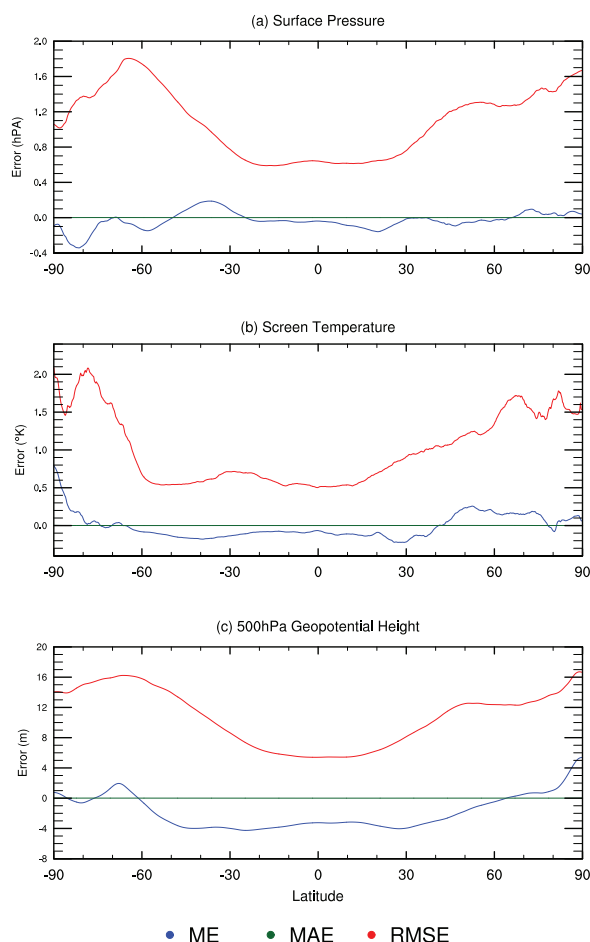 (a) Surface Pressure
2.0
1.6
1.2
0.8
0.4
0.0
-0.4
Error (hPA)
-90 -60 -30 0 30 60 90
(b) Screen Temperature
2.0
1.5
1.0
0.5
0.0
Error (°K)
-90 -60 -30 0 30 60 90
(c) 500hPa Geopotential Height
20
16
12
8
4
0
-4
-8
Error (m)
-90 -60 -30 0 30 60 90
Latitude
ME MAE RMSE